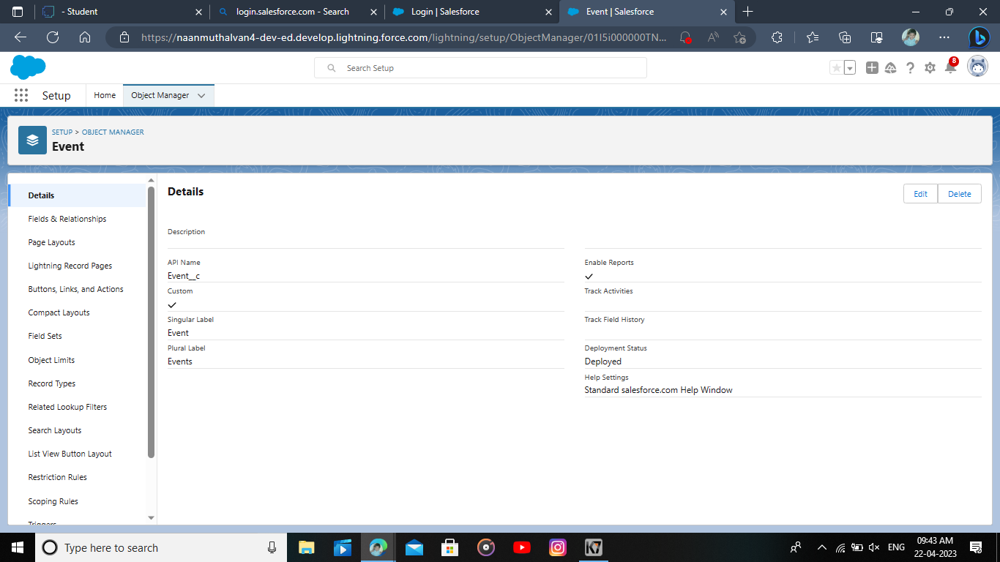 - Student
login.salesforce.com - Search
Login | Salesforce
Event | Salesforce
https://naanmuthalvan4-dev-ed.develop.lightning.force.com/lightning/setup/ObjectManager/01I5i000000TN...
Search Setup
8
Setup
Home
Object Manager
SETUP > OBJECT MANAGER
Event
Details
Fields & Relationships
Page Layouts
Lightning Record Pages
Buttons, Links, and Actions
Compact Layouts
Field Sets
Object Limits
Record Types
Related Lookup Filters
Search Layouts
List View Button Layout
Restriction Rules
Scoping Rules
Triggers
Details
Edit
Delete
Description
API Name
Event__c
Custom
Singular Label
Event
Plural Label
Events
Enable Reports
Track Activities
Track Field History
Deployment Status
Deployed
Help Settings
Standard salesforce.com Help Window
Type here to search
ENG
09:43 AM
22-04-2023